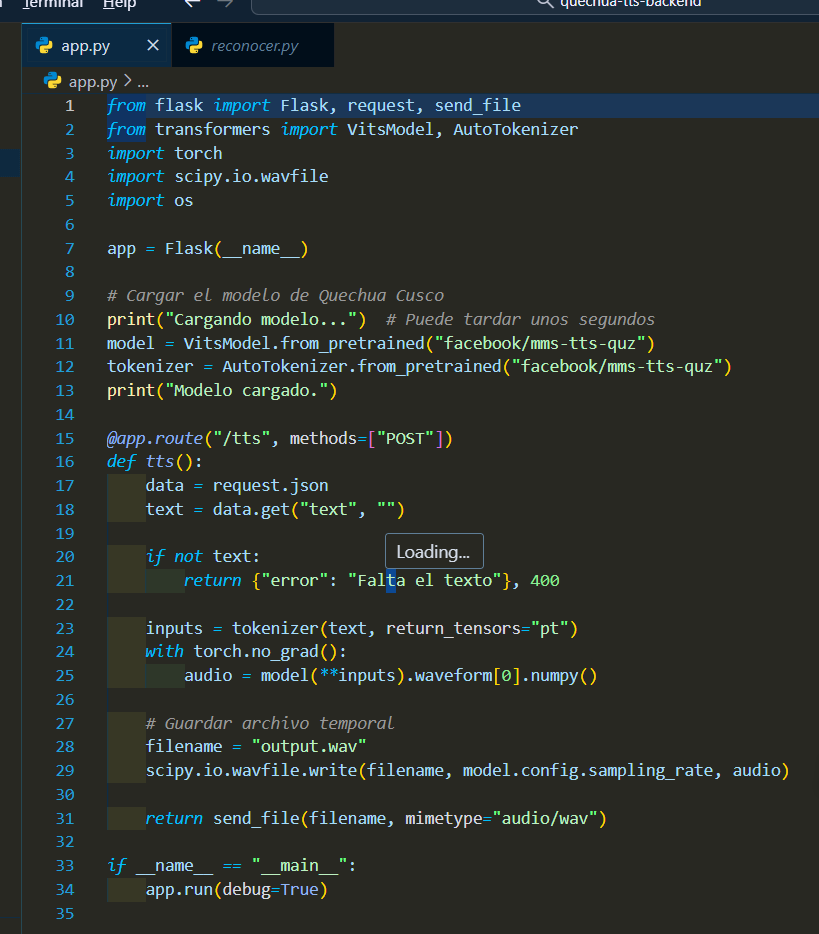 Terminal Help quechua-tts-backend
app.py reconocer.py
app.py > ...
1 from flask import Flask, request, send_file
2 from transformers import VitsModel, AutoTokenizer
3 import torch
4 import scipy.io.wavfile
5 import os
6
7 app = Flask(__name__)
8
9 # Cargar el modelo de Quechua Cusco
10 print("Cargando modelo...")  # Puede tardar unos segundos
11 model = VitsModel.from_pretrained("facebook/mms-tts-quz")
12 tokenizer = AutoTokenizer.from_pretrained("facebook/mms-tts-quz")
13 print("Modelo cargado.")
14
15 @app.route("/tts", methods=["POST"])
16 def tts():
17     data = request.json
18     text = data.get("text", "")
19
Loading...
20     if not text:
21         return {"error": "Falta el texto"}, 400
22
23     inputs = tokenizer(text, return_tensors="pt")
24     with torch.no_grad():
25         audio = model(**inputs).waveform[0].numpy()
26
27     # Guardar archivo temporal
28     filename = "output.wav"
29     scipy.io.wavfile.write(filename, model.config.sampling_rate, audio)
30
31     return send_file(filename, mimetype="audio/wav")
32
33 if __name__ == "__main__":
34     app.run(debug=True)
35